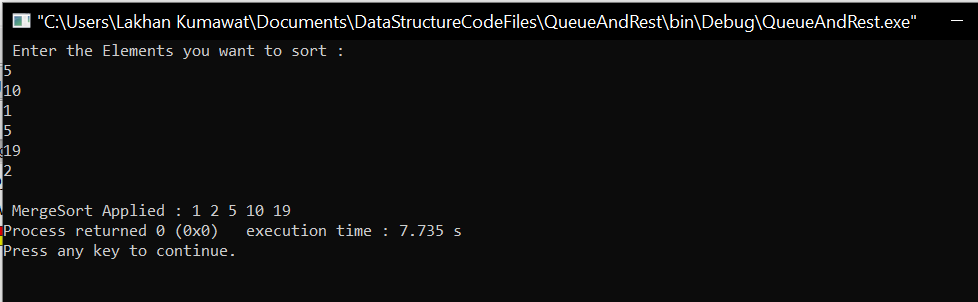 "C:\Users\Lakhan Kumawat\Documents\DataStructureCodeFiles\QueueAndRest\bin\Debug\QueueAndRest.exe"
Enter the Elements you want to sort :
5
10
1
5
19
2
MergeSort Applied : 1 2 5 10 19
Process returned 0 (0x0)   execution time : 7.735 s
Press any key to continue.